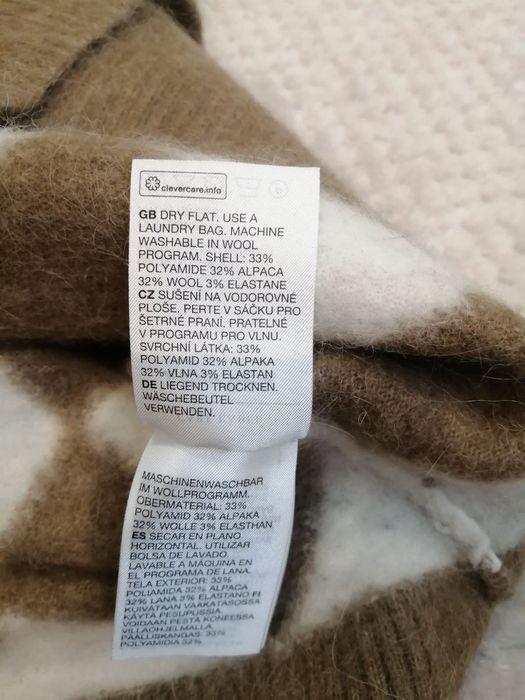 clevercare.info
GB DRY FLAT. USE A
LAUNDRY BAG. MACHINE
WASHABLE IN WOOL
PROGRAM. SHELL: 33%
POLYAMIDE 32% ALPACA
32% WOOL 3% ELASTANE
CZ SUŠENÍ NA VODOROVNÉ
PLOŠE. PERTE V SÁČKU PRO
ŠETRNÉ PRANÍ. PRATELNÉ
V PROGRAMU PRO VLNU.
SVRCHNÍ LÁTKA: 33%
POLYAMID 32% ALPAKA
32% VLNA 3% ELASTAN
DE LIEGEND TROCKNEN.
WÄSCHEBEUTEL
VERWENDEN.
MASCHINENWASCHBAR
IM WOLLPROGRAMM.
OBERMATERIAL: 33%
POLYAMID 32% ALPAKA
32% WOLLE 3% ELASTHAN
ES SECAR EN PLANO
HORIZONTAL. UTILIZAR
BOLSA DE LAVADO.
LAVABLE A MÁQUINA EN
EL PROGRAMA DE LANA.
TELA EXTERIOR: 33%
POLIAMIDA 32% ALPACA
32% LANA 3% ELASTANO FI
KUIVATAAN VAAKATASOSSA
KÄYTÄ PESUPUSSIA.
VOIDAAN PESTÄ KONEESSA
VILLAOHJELMALLA.
PÄÄLLISKANGAS: 33%
POLYAMIDIA 32%